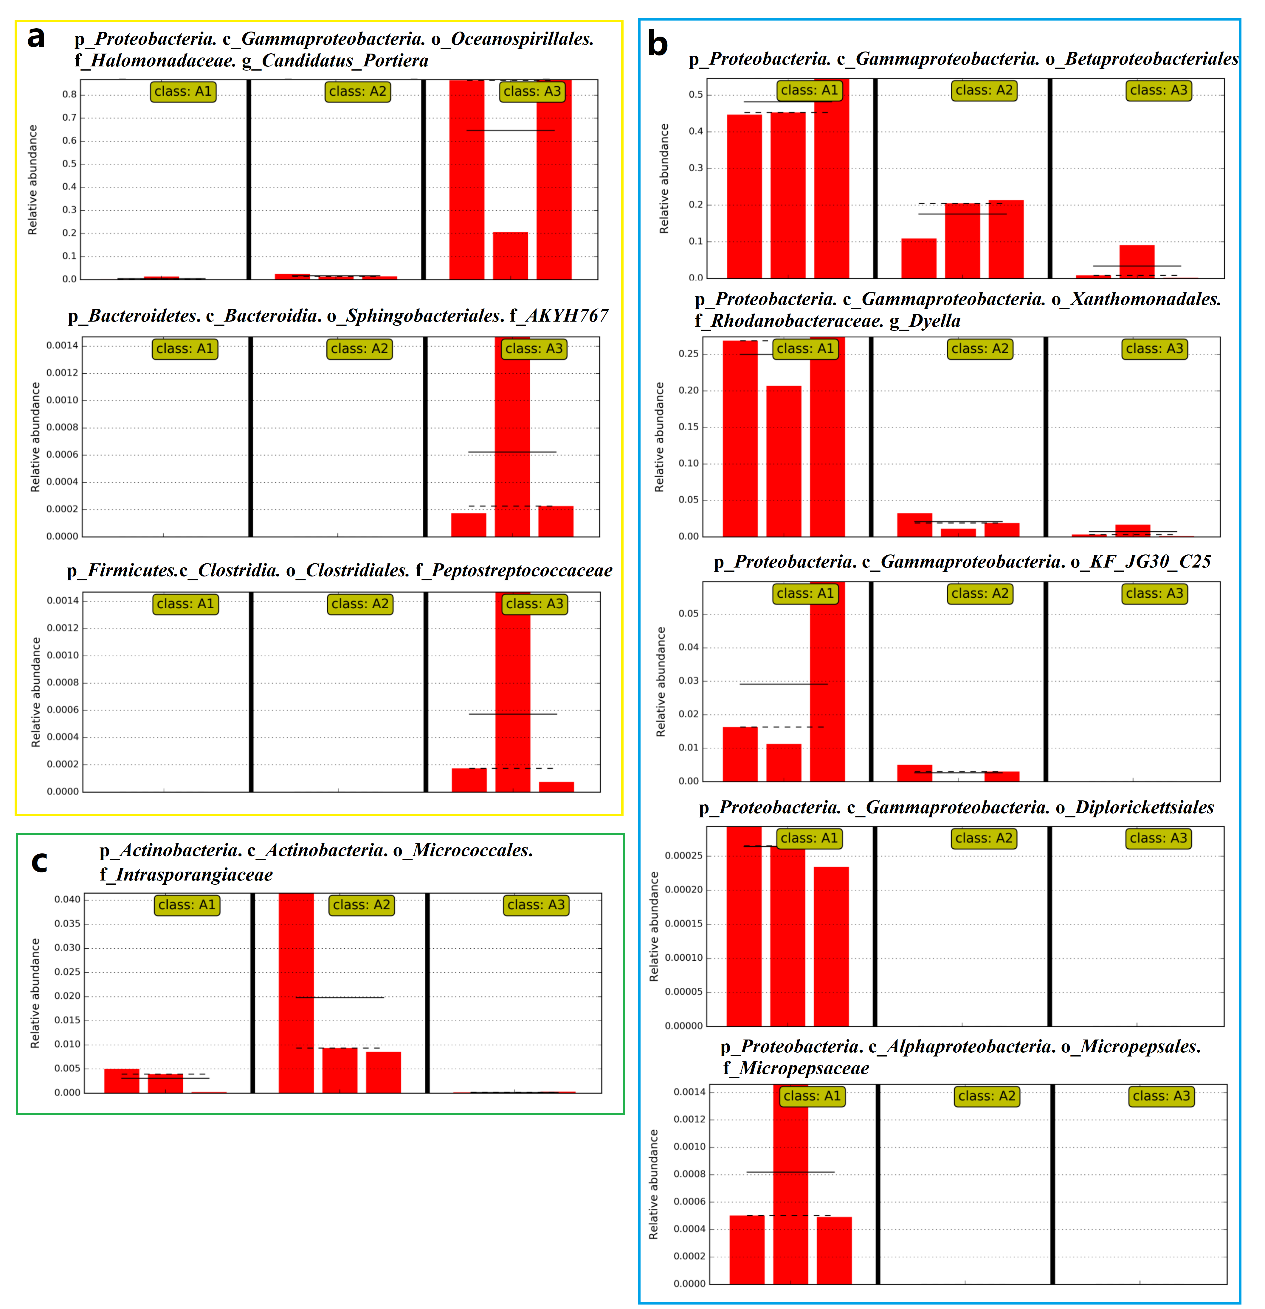 a
p_Proteobacteria. c_Gammaproteobacteria. o_Oceanospirillales.
f_Halomonadaceae. g_Candidatus_Portiera
class: A1 class: A2 class: A3
0.8
0.7
0.6
0.5
0.4
0.3
0.2
0.1
0.0
Relative abundance
p_Bacteroidetes. c_Bacteroidia. o_Sphingobacteriales. f_AKYH767
class: A1 class: A2 class: A3
0.0014
0.0012
0.0010
0.0008
0.0006
0.0004
0.0002
0.0000
Relative abundance
p_Firmicutes.c_Clostridia. o_Clostridiales. f_Peptostreptococcaceae
class: A1 class: A2 class: A3
0.0014
0.0012
0.0010
0.0008
0.0006
0.0004
0.0002
0.0000
Relative abundance
b
p_Proteobacteria. c_Gammaproteobacteria. o_Betaproteobacteriales
class: A1 class: A2 class: A3
0.5
0.4
0.3
0.2
0.1
0.0
Relative abundance
p_Proteobacteria. c_Gammaproteobacteria. o_Xanthomonadales.
f_Rhodanobacteraceae. g_Dyella
class: A1 class: A2 class: A3
0.25
0.20
0.15
0.10
0.05
0.00
Relative abundance
p_Proteobacteria. c_Gammaproteobacteria. o_KF_JG30_C25
class: A1 class: A2 class: A3
0.05
0.04
0.03
0.02
0.01
0.00
Relative abundance
p_Proteobacteria. c_Gammaproteobacteria. o_Diplorickettsiales
class: A1 class: A2 class: A3
0.00025
0.00020
0.00015
0.00010
0.00005
0.00000
Relative abundance
p_Proteobacteria. c_Alphaproteobacteria. o_Micropepsales.
f_Micropepsaceae
class: A1 class: A2 class: A3
0.0014
0.0012
0.0010
0.0008
0.0006
0.0004
0.0002
0.0000
Relative abundance
c
p_Actinobacteria. c_Actinobacteria. o_Micrococcales.
f_Intrasporangiaceae
class: A1 class: A2 class: A3
0.040
0.035
0.030
0.025
0.020
0.015
0.010
0.005
0.000
Relative abundance